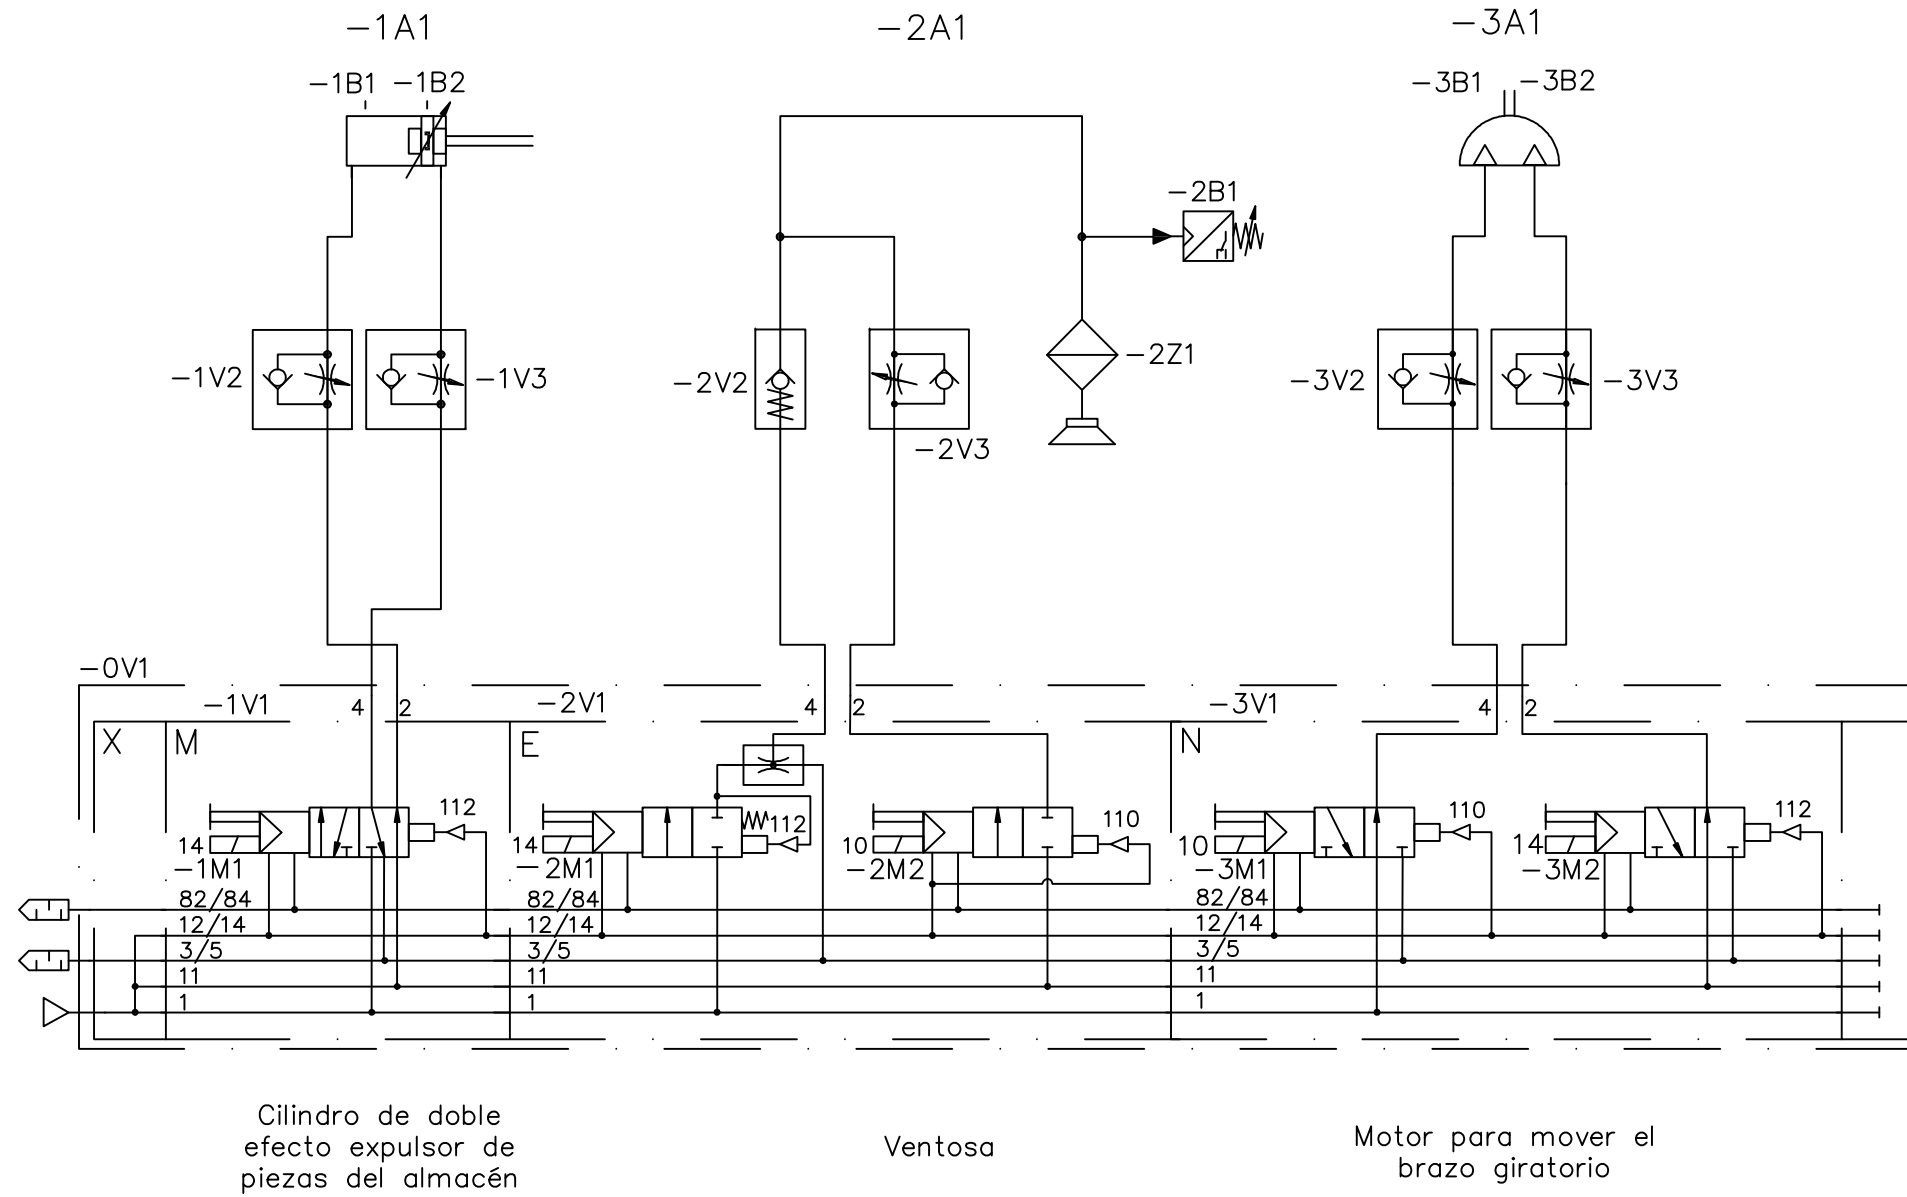 -1A1
-2A1
-3A1
-1B1 -1B2
-3B1 -3B2
-2B1
-1V2
-1V3
-2V2
-2V3
-2Z1
-3V2
-3V3
-0V1
-1V1
4 2
-2V1
4 2
-3V1
4 2
X
M
E
N
112
112
110
110
112
14
-1M1
14
-2M1
10
-2M2
10
-3M1
14
-3M2
82/84
12/14
3/5
11
1
82/84
12/14
3/5
11
1
82/84
12/14
3/5
11
1
Cilindro de doble
efecto expulsor de
piezas del almacén
Ventosa
Motor para mover el
brazo giratorio